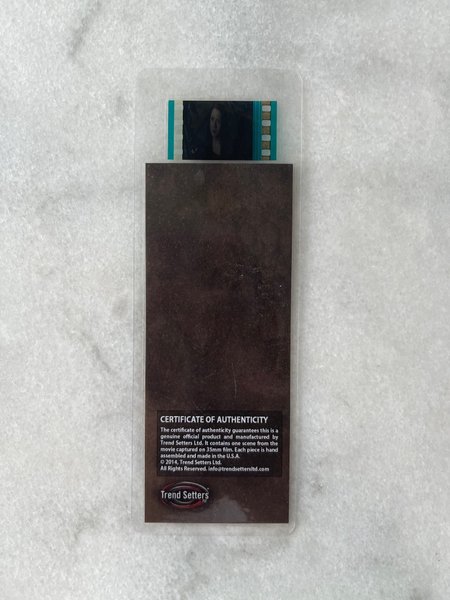 CERTIFICATE OF AUTHENTICITY
The certificate of authenticity guarantees this is a
genuine official product and manufactured by
Trend Setters Ltd. It contains one scene from the
movie captured on 35mm film. Each piece is hand
assembled and made in the U.S.A.
© 2014, Trend Setters Ltd.
All Rights Reserved. info@trendsettersltd.com
Trend Setters